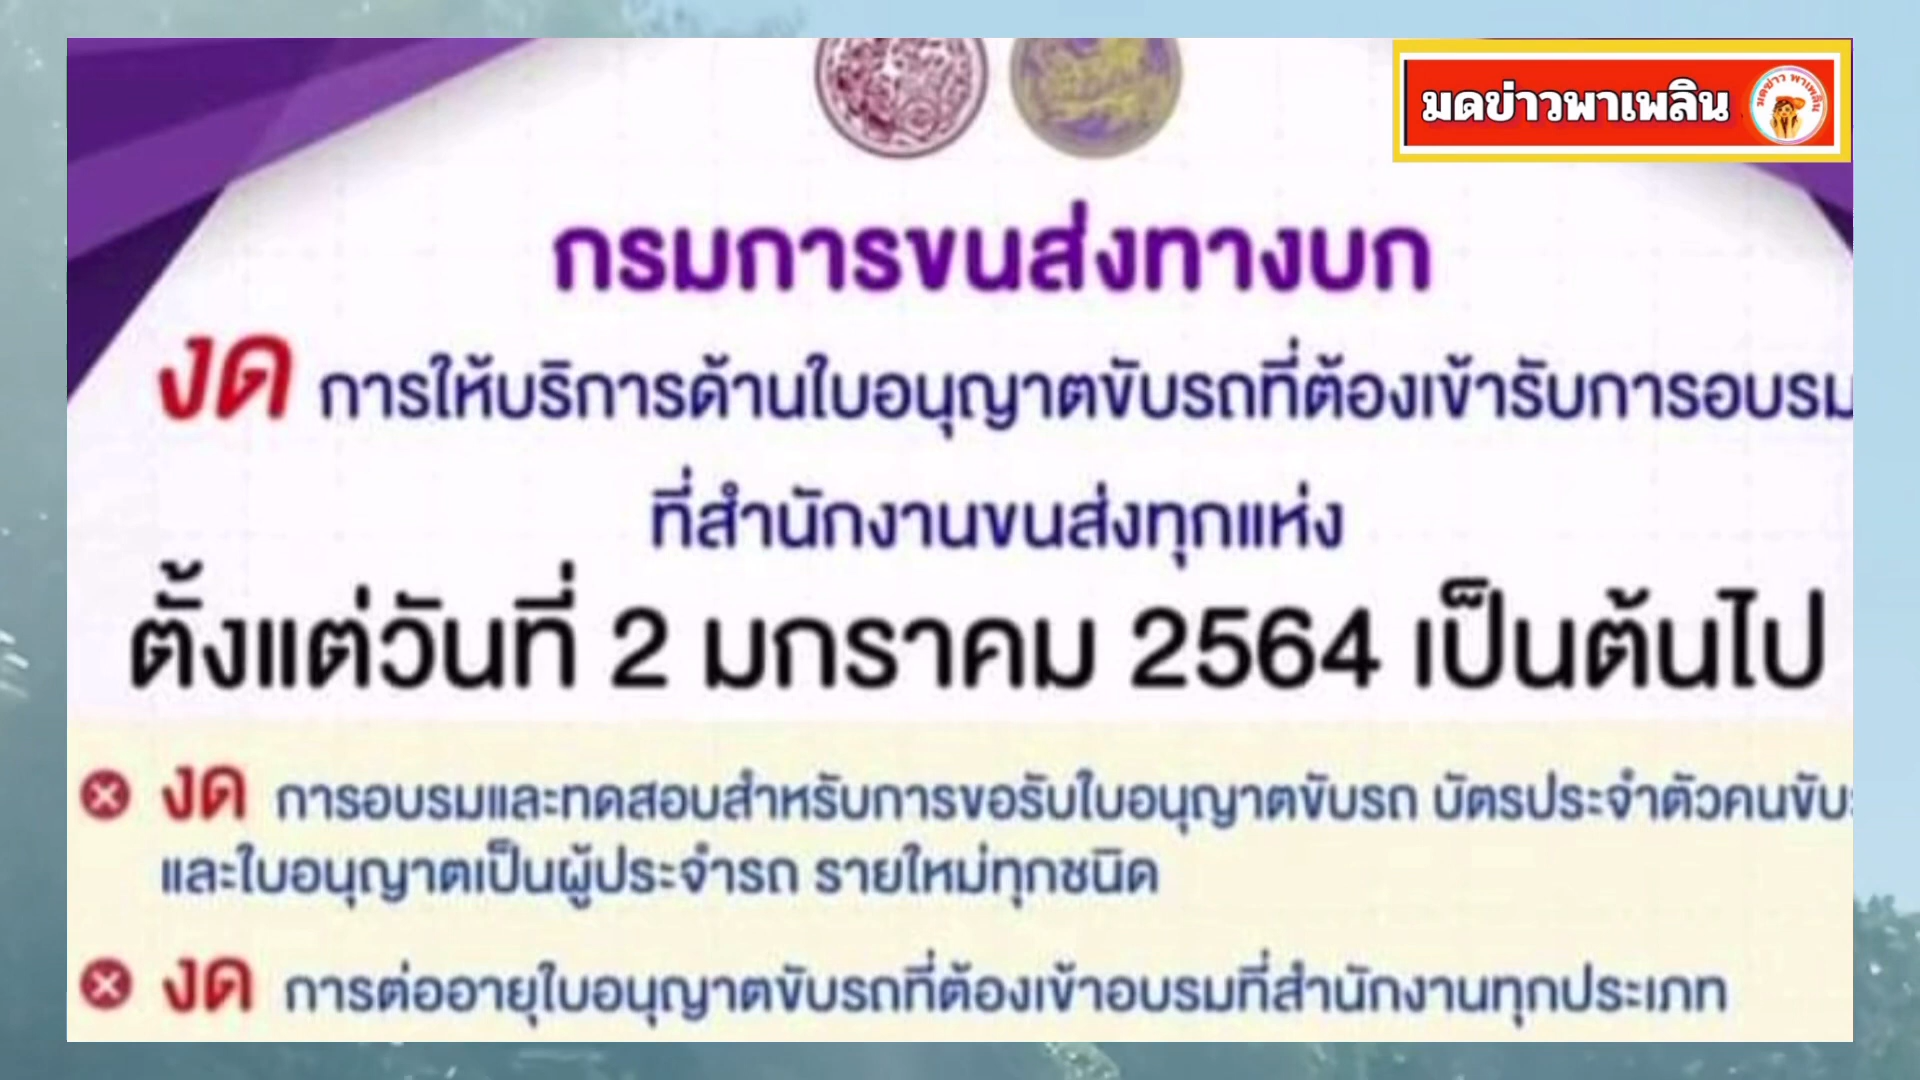 มดข่าวพาเพลิน
มดข่าว พาเพลิน
กรมการขนส่งทางบก
งด การให้บริการด้านใบอนุญาตขับรถที่ต้องเข้ารับการอบรม
ที่สำนักงานขนส่งทุกแห่ง
ตั้งแต่วันที่ 2 มกราคม 2564 เป็นต้นไป
งด การอบรมและทดสอบสำหรับการขอรับใบอนุญาตขับรถ บัตรประจำตัวคนขับ
และใบอนุญาตเป็นผู้ประจำรถ รายใหม่ทุกชนิด
งด การต่ออายุใบอนุญาตขับรถที่ต้องเข้าอบรมที่สำนักงานทุกประเภท